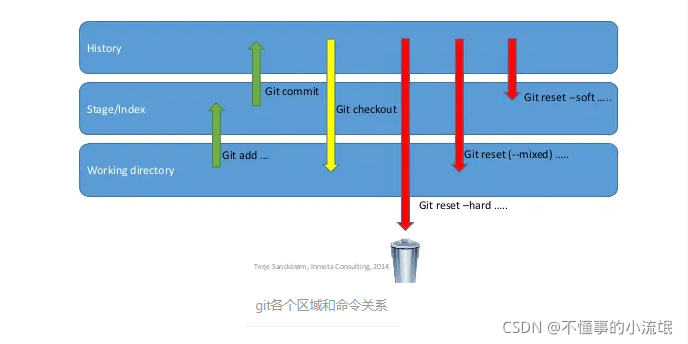 History
Git commit
Git reset –soft …..
Stage/Index
Git checkout
Git add …
Git reset (--mixed) …..
Working directory
Git reset –hard …..
Terje Sandstrøm, Inmeta Consulting, 2014
git各个区域和命令关系
CSDN @不懂事的小流氓